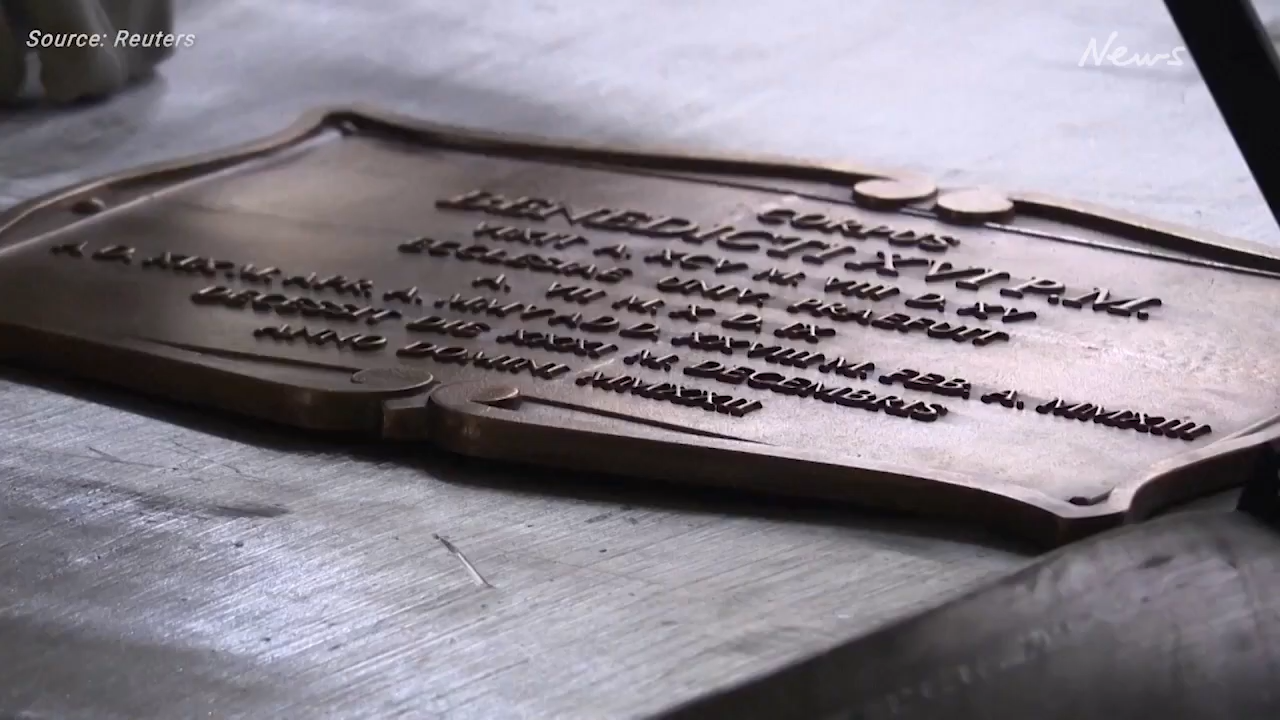 Source: Reuters
News
CORPUS
BENEDICTI XVI P.M.
VIXIT A. XCV M. VIII D. XV
ECCLESIAE UNIV. PRAEFUIT
A. VII M. X D. IX
A D. XIX M. APR. A. MMV AD D. XXVIII M. FEB. A. MMXIII
DECESSIT DIE XXXI M. DECEMBRIS
ANNO DOMINI MMXXII